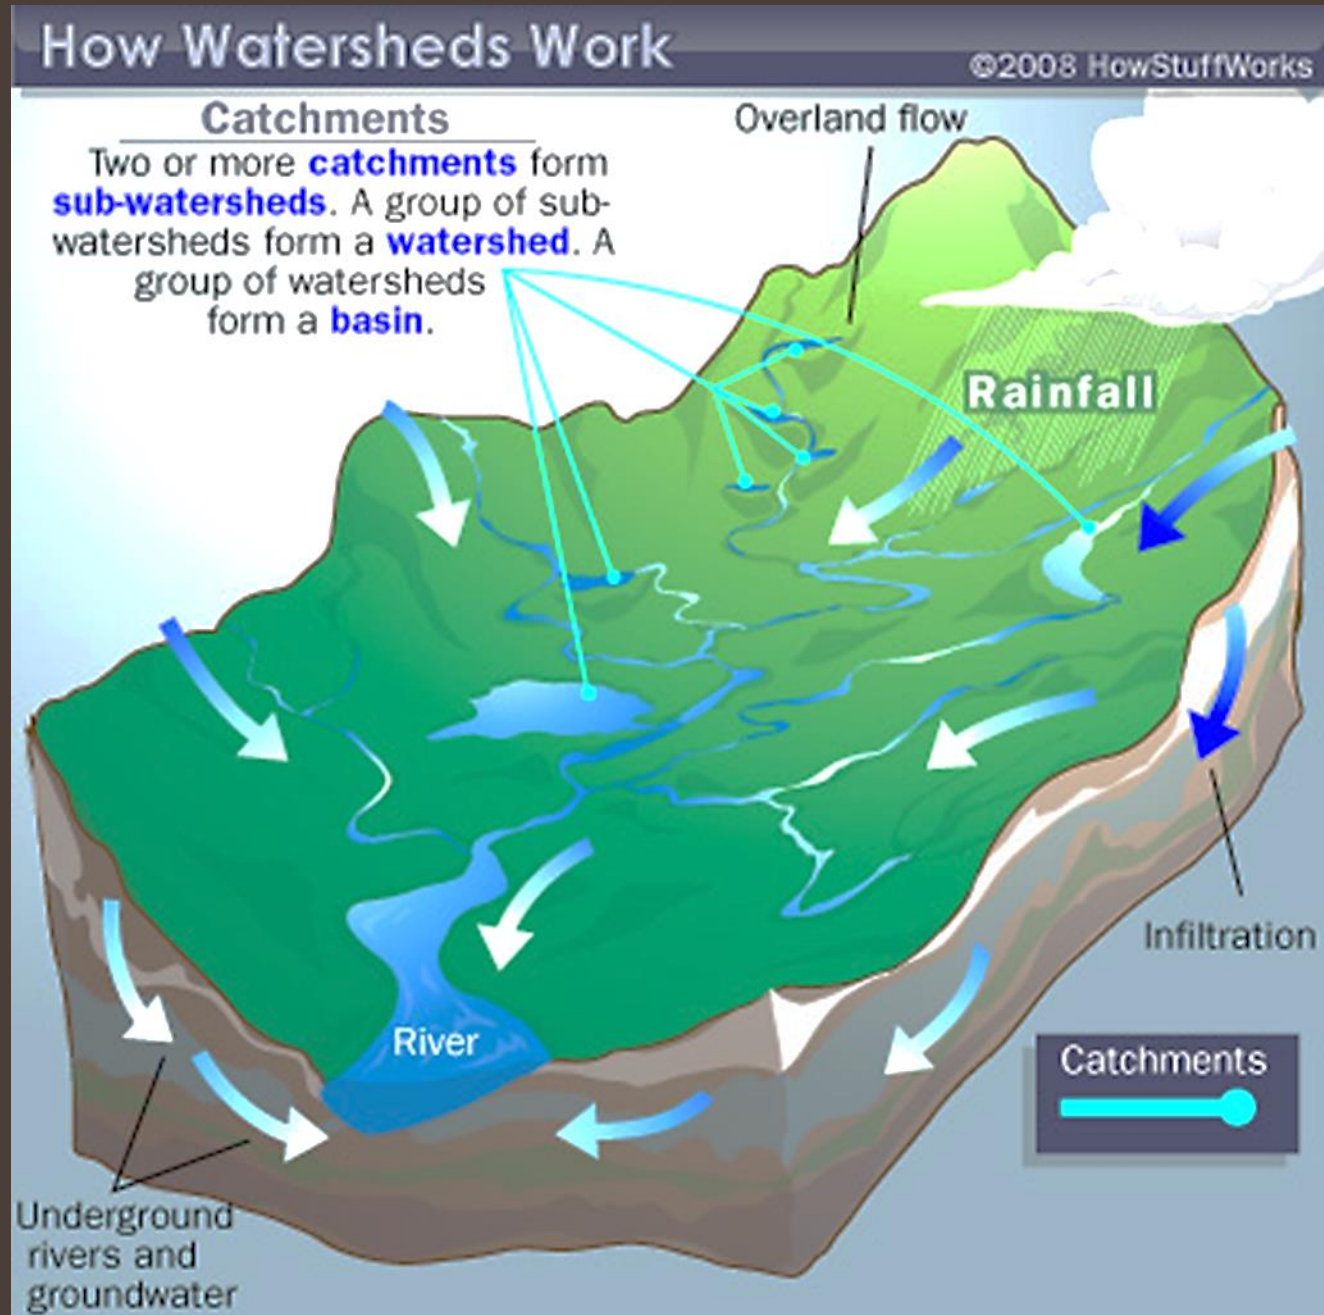 How Watersheds Work
©2008 HowStuffWorks
Catchments
Two or more catchments form
sub-watersheds. A group of sub-
watersheds form a watershed. A
group of watersheds
form a basin.
Overland flow
Rainfall
Infiltration
River
Catchments
Underground
rivers and
groundwater